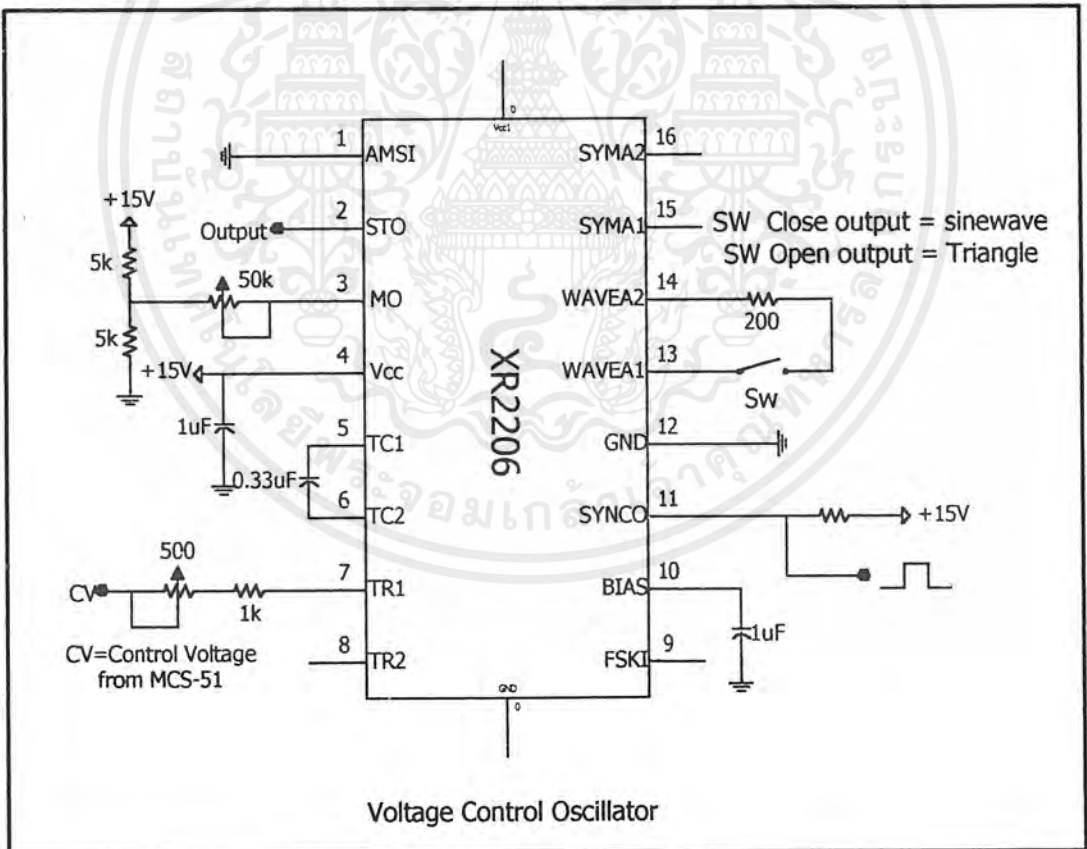 Vcc1
0
1
AMSI
16
SYMA2
+15V
2
Output
STO
15
SYMA1
SW Close output = sinewave
SW Open output = Triangle
5k
50k
3
MO
14
WAVEA2
200
5k
4
+15V
Vcc
13
WAVEA1
Sw
XR2206
1uF
5
TC1
12
GND
0.33uF
6
TC2
11
SYNCO
+15V
500
7
CV
1k
TR1
10
BIAS
1uF
CV=Control Voltage
from MCS-51
8
TR2
9
FSKI
0
Voltage Control Oscillator